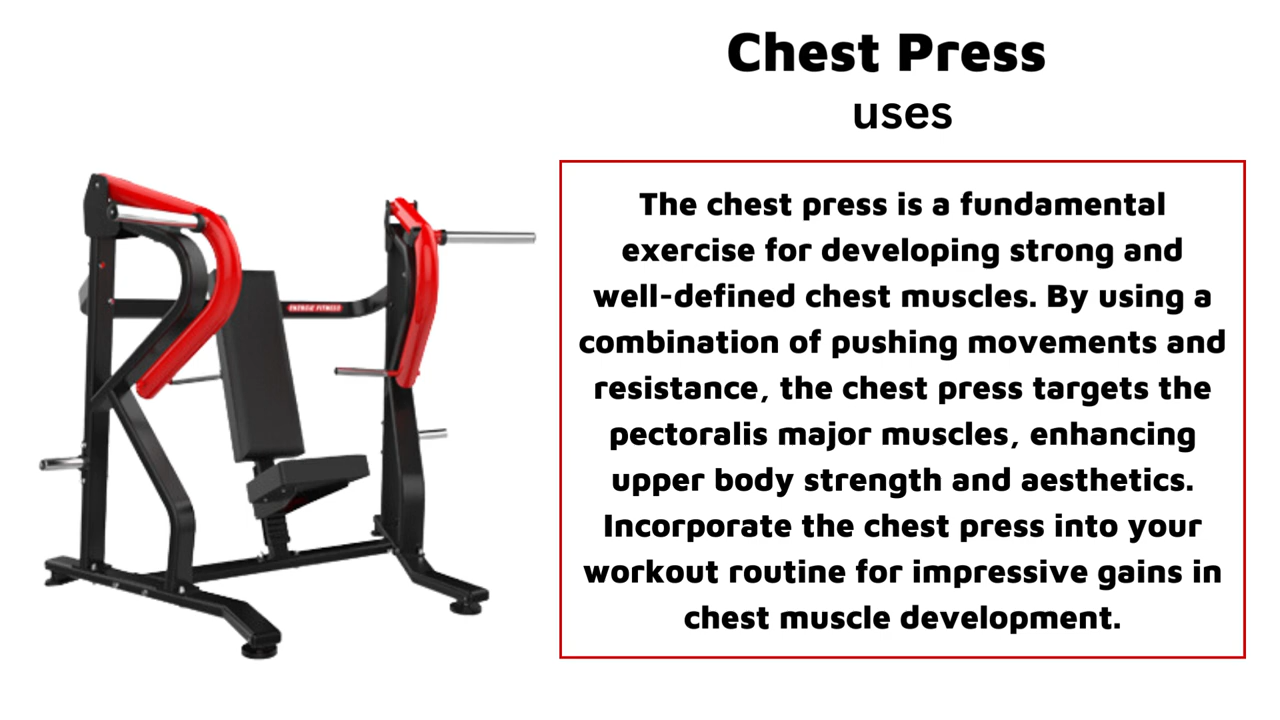 Chest Press
uses
ENERGIE FITNESS
The chest press is a fundamental
exercise for developing strong and
well-defined chest muscles. By using a
combination of pushing movements and
resistance, the chest press targets the
pectoralis major muscles, enhancing
upper body strength and aesthetics.
Incorporate the chest press into your
workout routine for impressive gains in
chest muscle development.